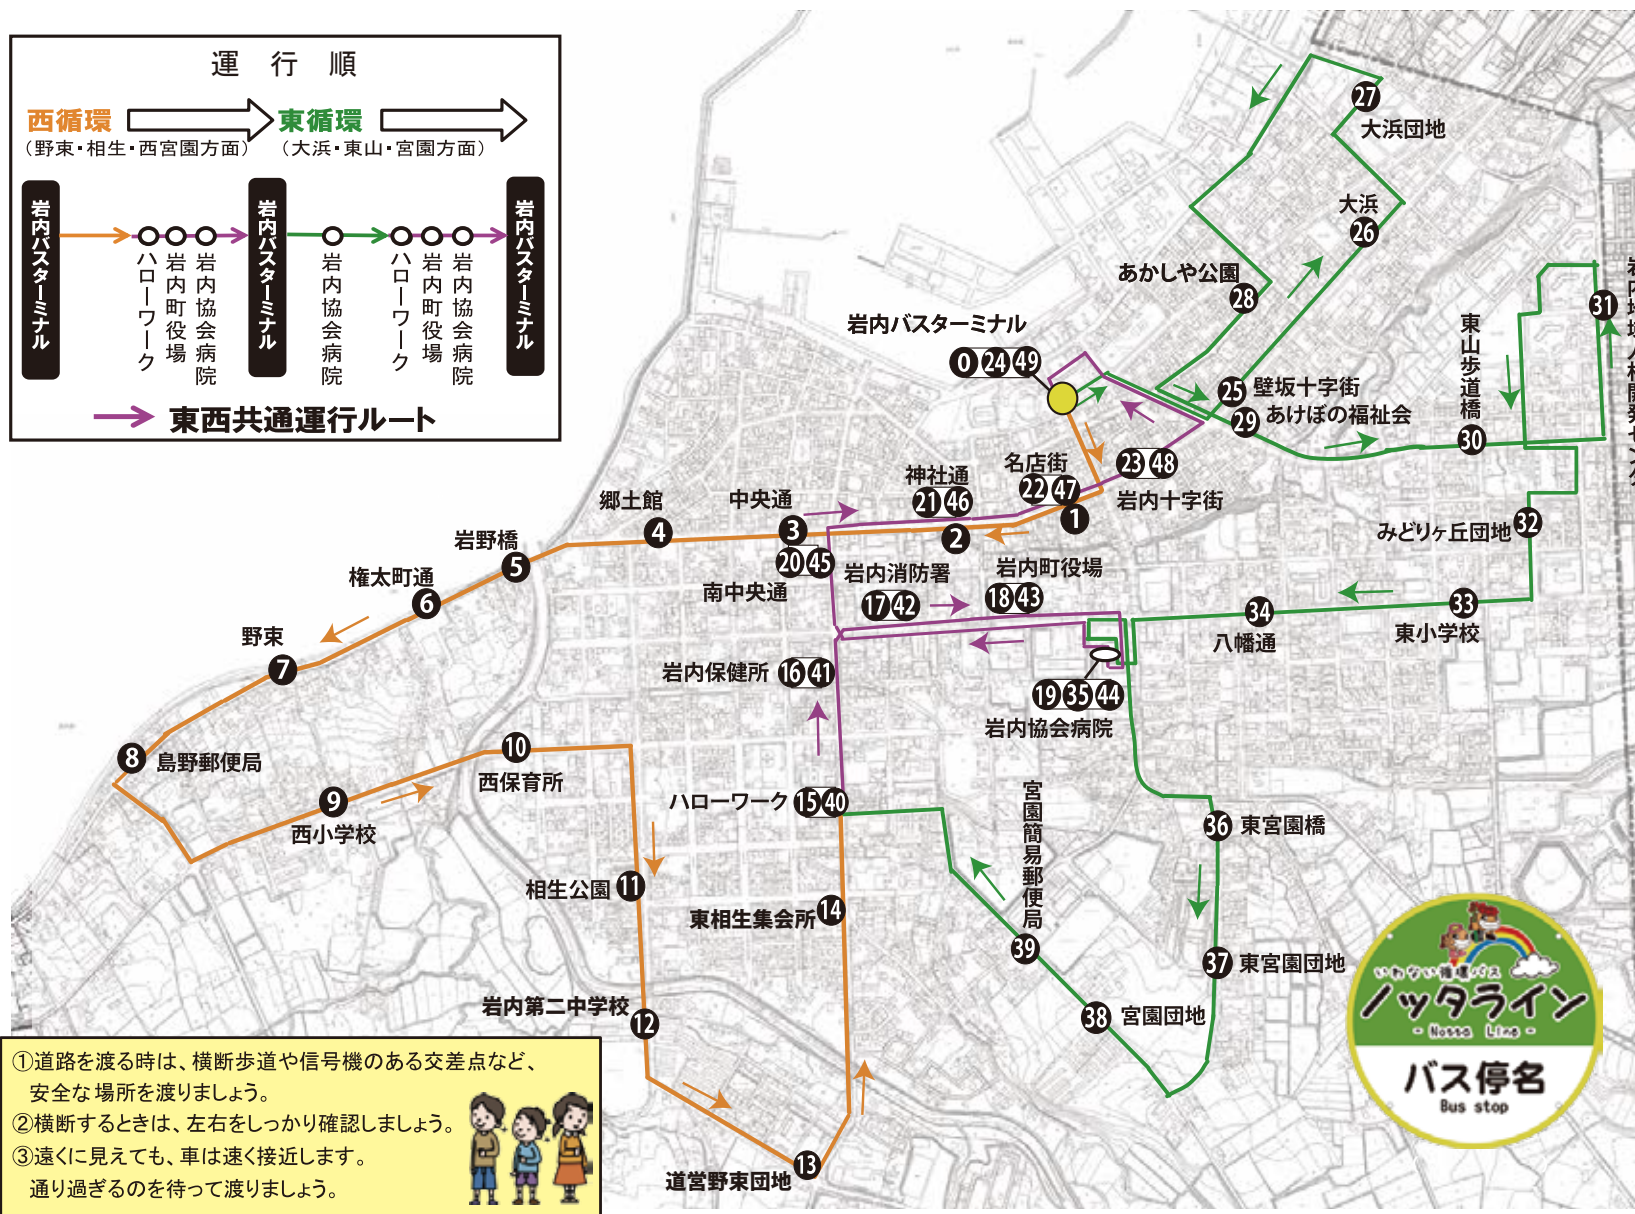 運行順
西循環
東循環
(野束・相生・西宮園方面)
(大浜・東山・宮園方面)
岩内バスターミナル
ハローワーク
岩内町役場
岩内協会病院
岩内バスターミナル
岩内協会病院
ハローワーク
岩内町役場
岩内協会病院
岩内バスターミナル
東西共通運行ルート
27
大浜団地
大浜
26
あかしや公園
28
岩内バスターミナル
0 24 49
25 壁坂十字街
29 あけぼの福祉会
東山歩道橋
30
31
みどりヶ丘団地 32
33
東小学校
34
八幡通
名店街
22 47
23 48
岩内十字街
1
神社通
21 46
2
中央通
3
20 45
南中央通
郷土館
4
岩野橋
5
権太町通
6
野束
7
8 島野郵便局
9
西小学校
10
西保育所
相生公園 11
岩内第二中学校
12
道営野束団地 13
東相生集会所 14
ハローワーク 15 40
岩内保健所 16 41
岩内消防署
17 42
岩内町役場
18 43
19 35 44
岩内協会病院
36 東宮園橋
37 東宮園団地
38 宮園団地
宮園簡易郵便局
39
①道路を渡る時は、横断歩道や信号機のある交差点など、
安全な場所を渡りましょう。
②横断するときは、左右をしっかり確認しましょう。
③遠くに見えても、車は速く接近します。
通り過ぎるのを待って渡りましょう。
いわない循環バス
ノッタライン
- Notta Line -
バス停名
Bus stop